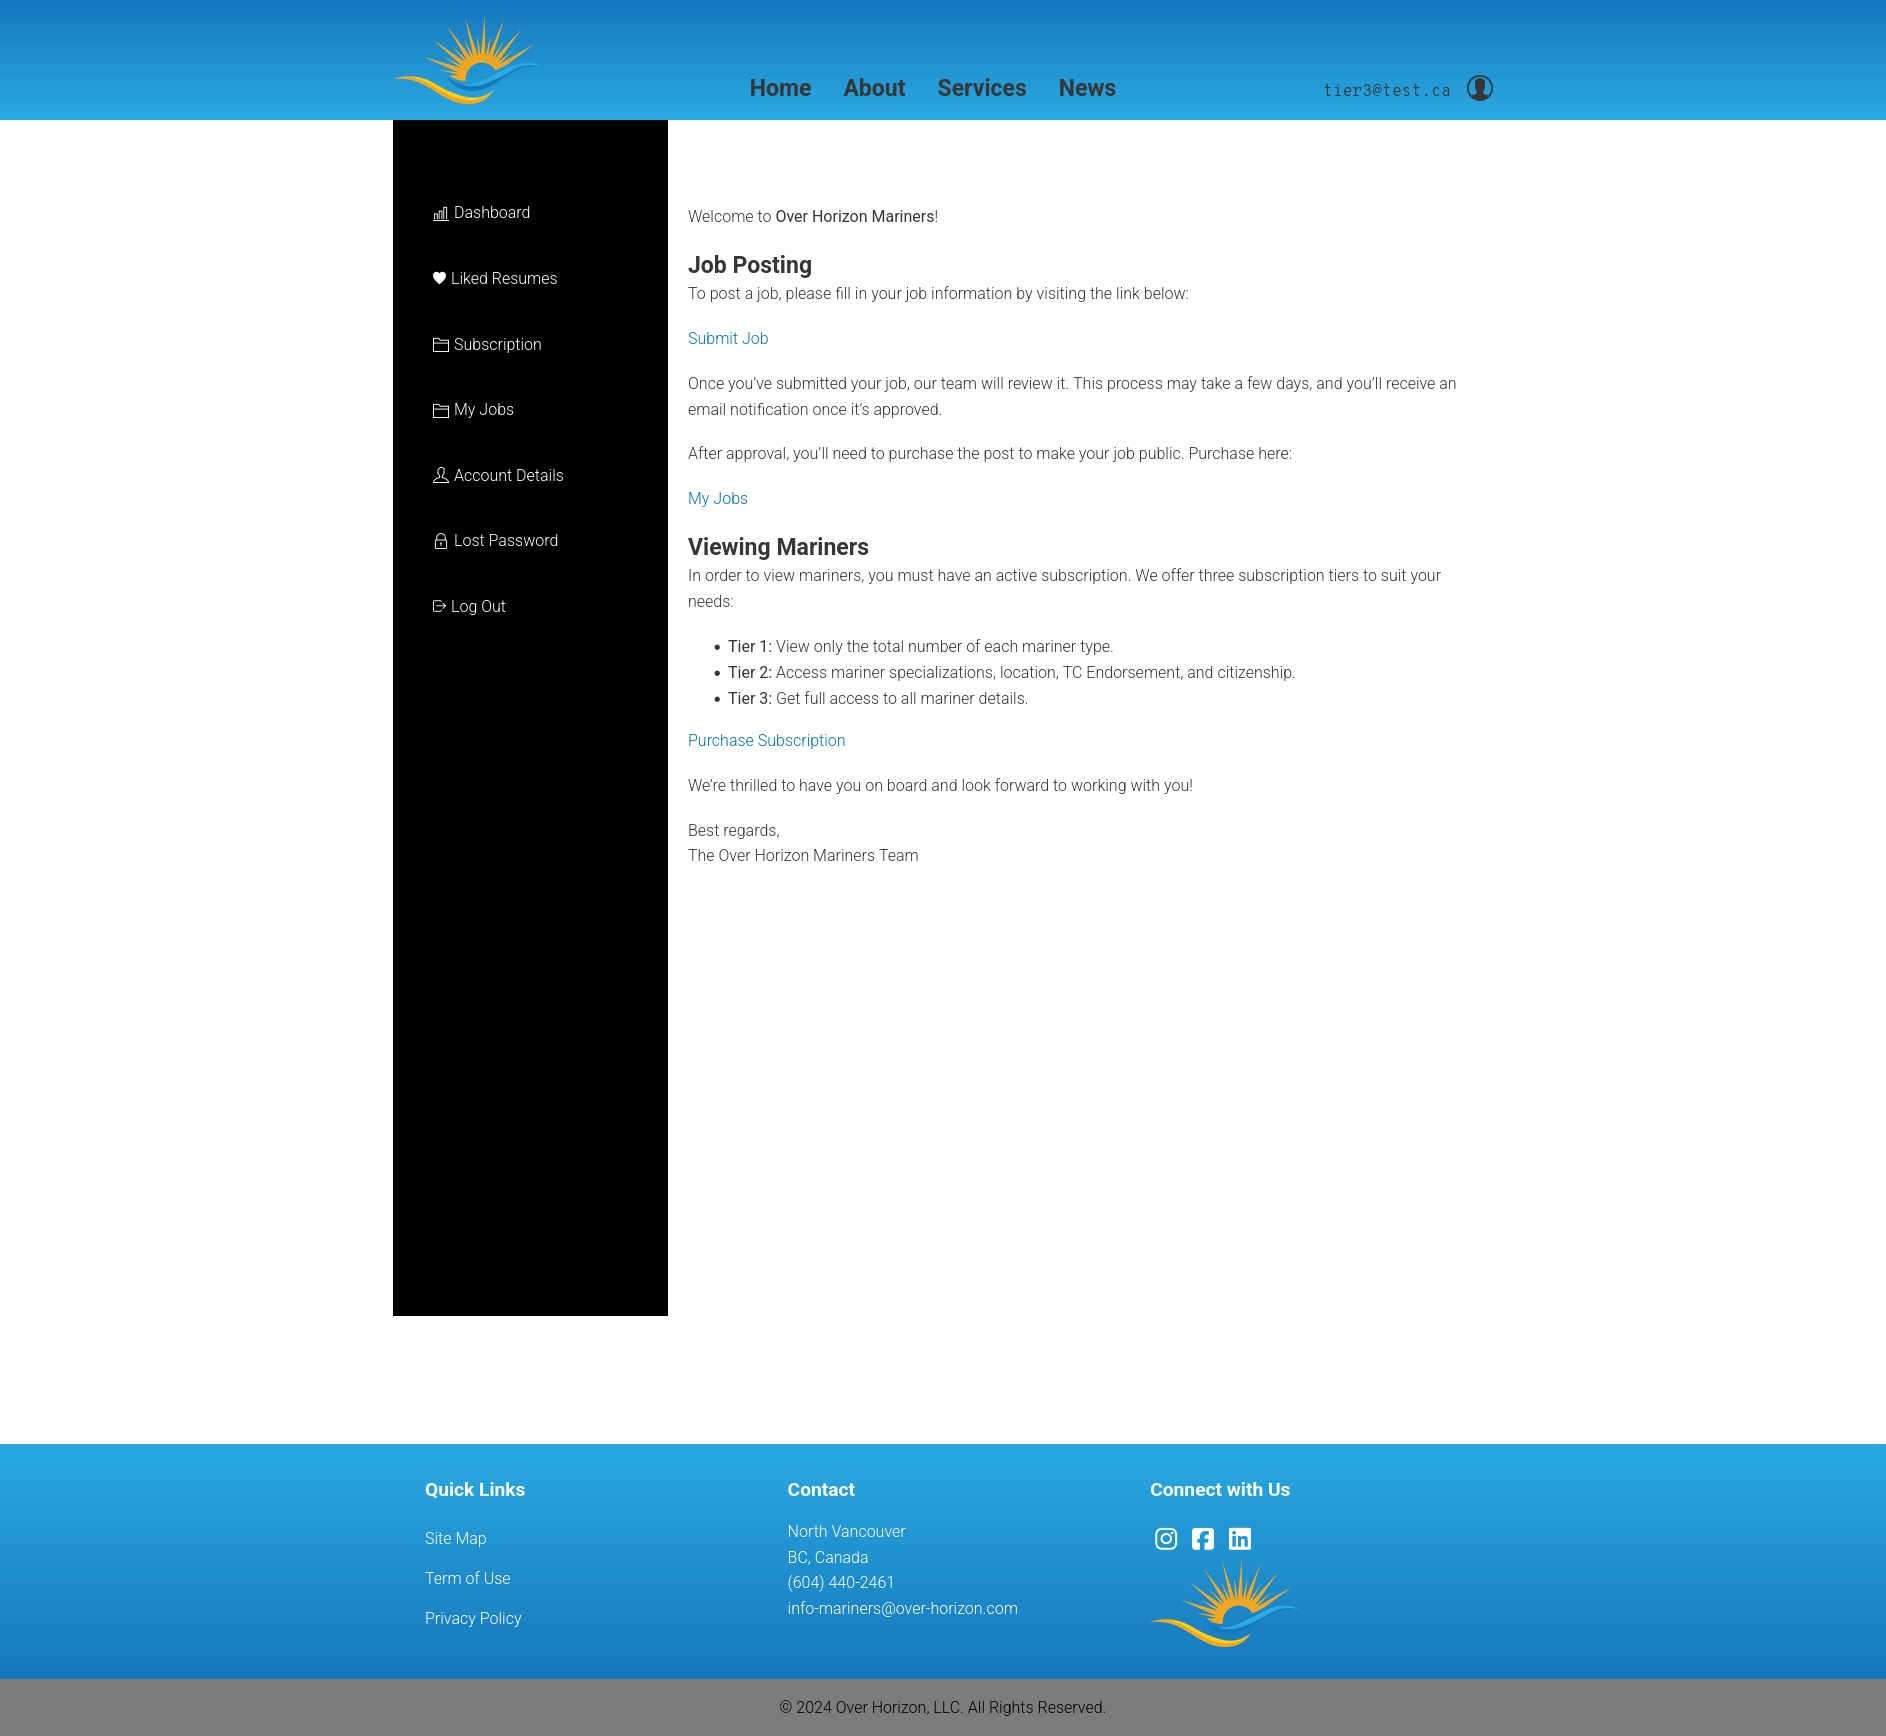 Home About Services News tier3@test.ca
Dashboard
Liked Resumes
Subscription
My Jobs
Account Details
Lost Password
Log Out
Welcome to Over Horizon Mariners!
Job Posting
To post a job, please fill in your job information by visiting the link below:
Submit Job
Once you’ve submitted your job, our team will review it. This process may take a few days, and you’ll receive an
email notification once it’s approved.
After approval, you’ll need to purchase the post to make your job public. Purchase here:
My Jobs
Viewing Mariners
In order to view mariners, you must have an active subscription. We offer three subscription tiers to suit your
needs:
• Tier 1: View only the total number of each mariner type.
• Tier 2: Access mariner specializations, location, TC Endorsement, and citizenship.
• Tier 3: Get full access to all mariner details.
Purchase Subscription
We’re thrilled to have you on board and look forward to working with you!
Best regards,
The Over Horizon Mariners Team
Quick Links
Site Map
Term of Use
Privacy Policy
Contact
North Vancouver
BC, Canada
(604) 440-2461
info-mariners@over-horizon.com
Connect with Us
© 2024 Over Horizon, LLC. All Rights Reserved.